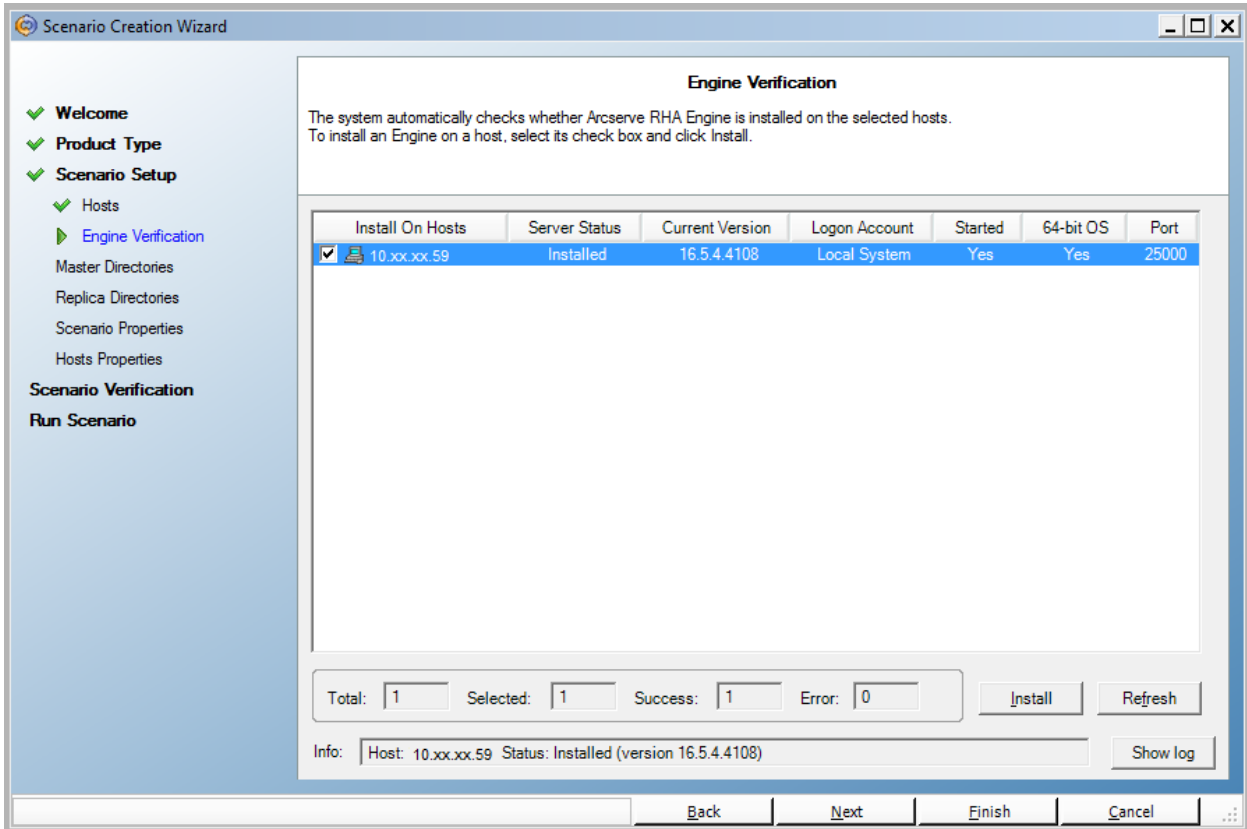 Scenario Creation Wizard
Welcome
Product Type
Scenario Setup
Hosts
Engine Verification
Master Directories
Replica Directories
Scenario Properties
Hosts Properties
Scenario Verification
Run Scenario
Engine Verification
The system automatically checks whether Arcserve RHA Engine is installed on the selected hosts.
To install an Engine on a host, select its check box and click Install.
Install On Hosts Server Status Current Version Logon Account Started 64-bit OS Port
10.xx.xx.59 Installed 16.5.4.4108 Local System Yes Yes 25000
Total: 1 Selected: 1 Success: 1 Error: 0 Install Refresh
Info: Host: 10.xx.xx.59 Status: Installed (version 16.5.4.4108) Show log
Back Next Finish Cancel